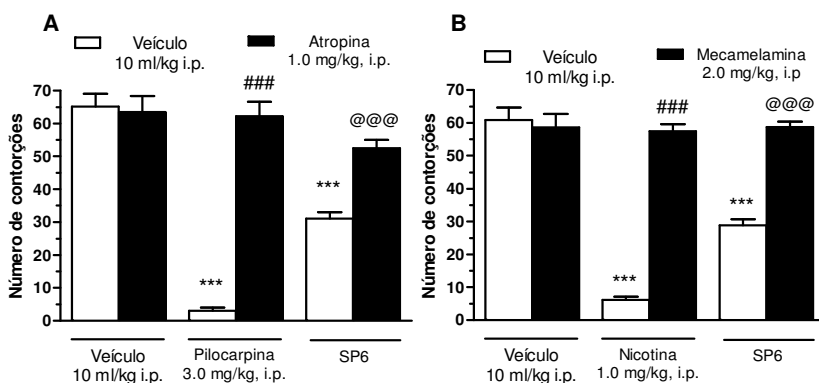 A
Veículo
10 ml/kg i.p.
Atropina
1.0 mg/kg, i.p.
Número de contorções
70
60
50
40
30
20
10
0
***
###
***
@@@
Veículo
10 ml/kg i.p.
Pilocarpina
3.0 mg/kg, i.p.
SP6
B
Veículo
10 ml/kg i.p.
Mecamelamina
2.0 mg/kg, i.p
Número de contorções
70
60
50
40
30
20
10
0
***
###
***
@@@
Veículo
10 ml/kg i.p.
Nicotina
1.0 mg/kg, i.p.
SP6